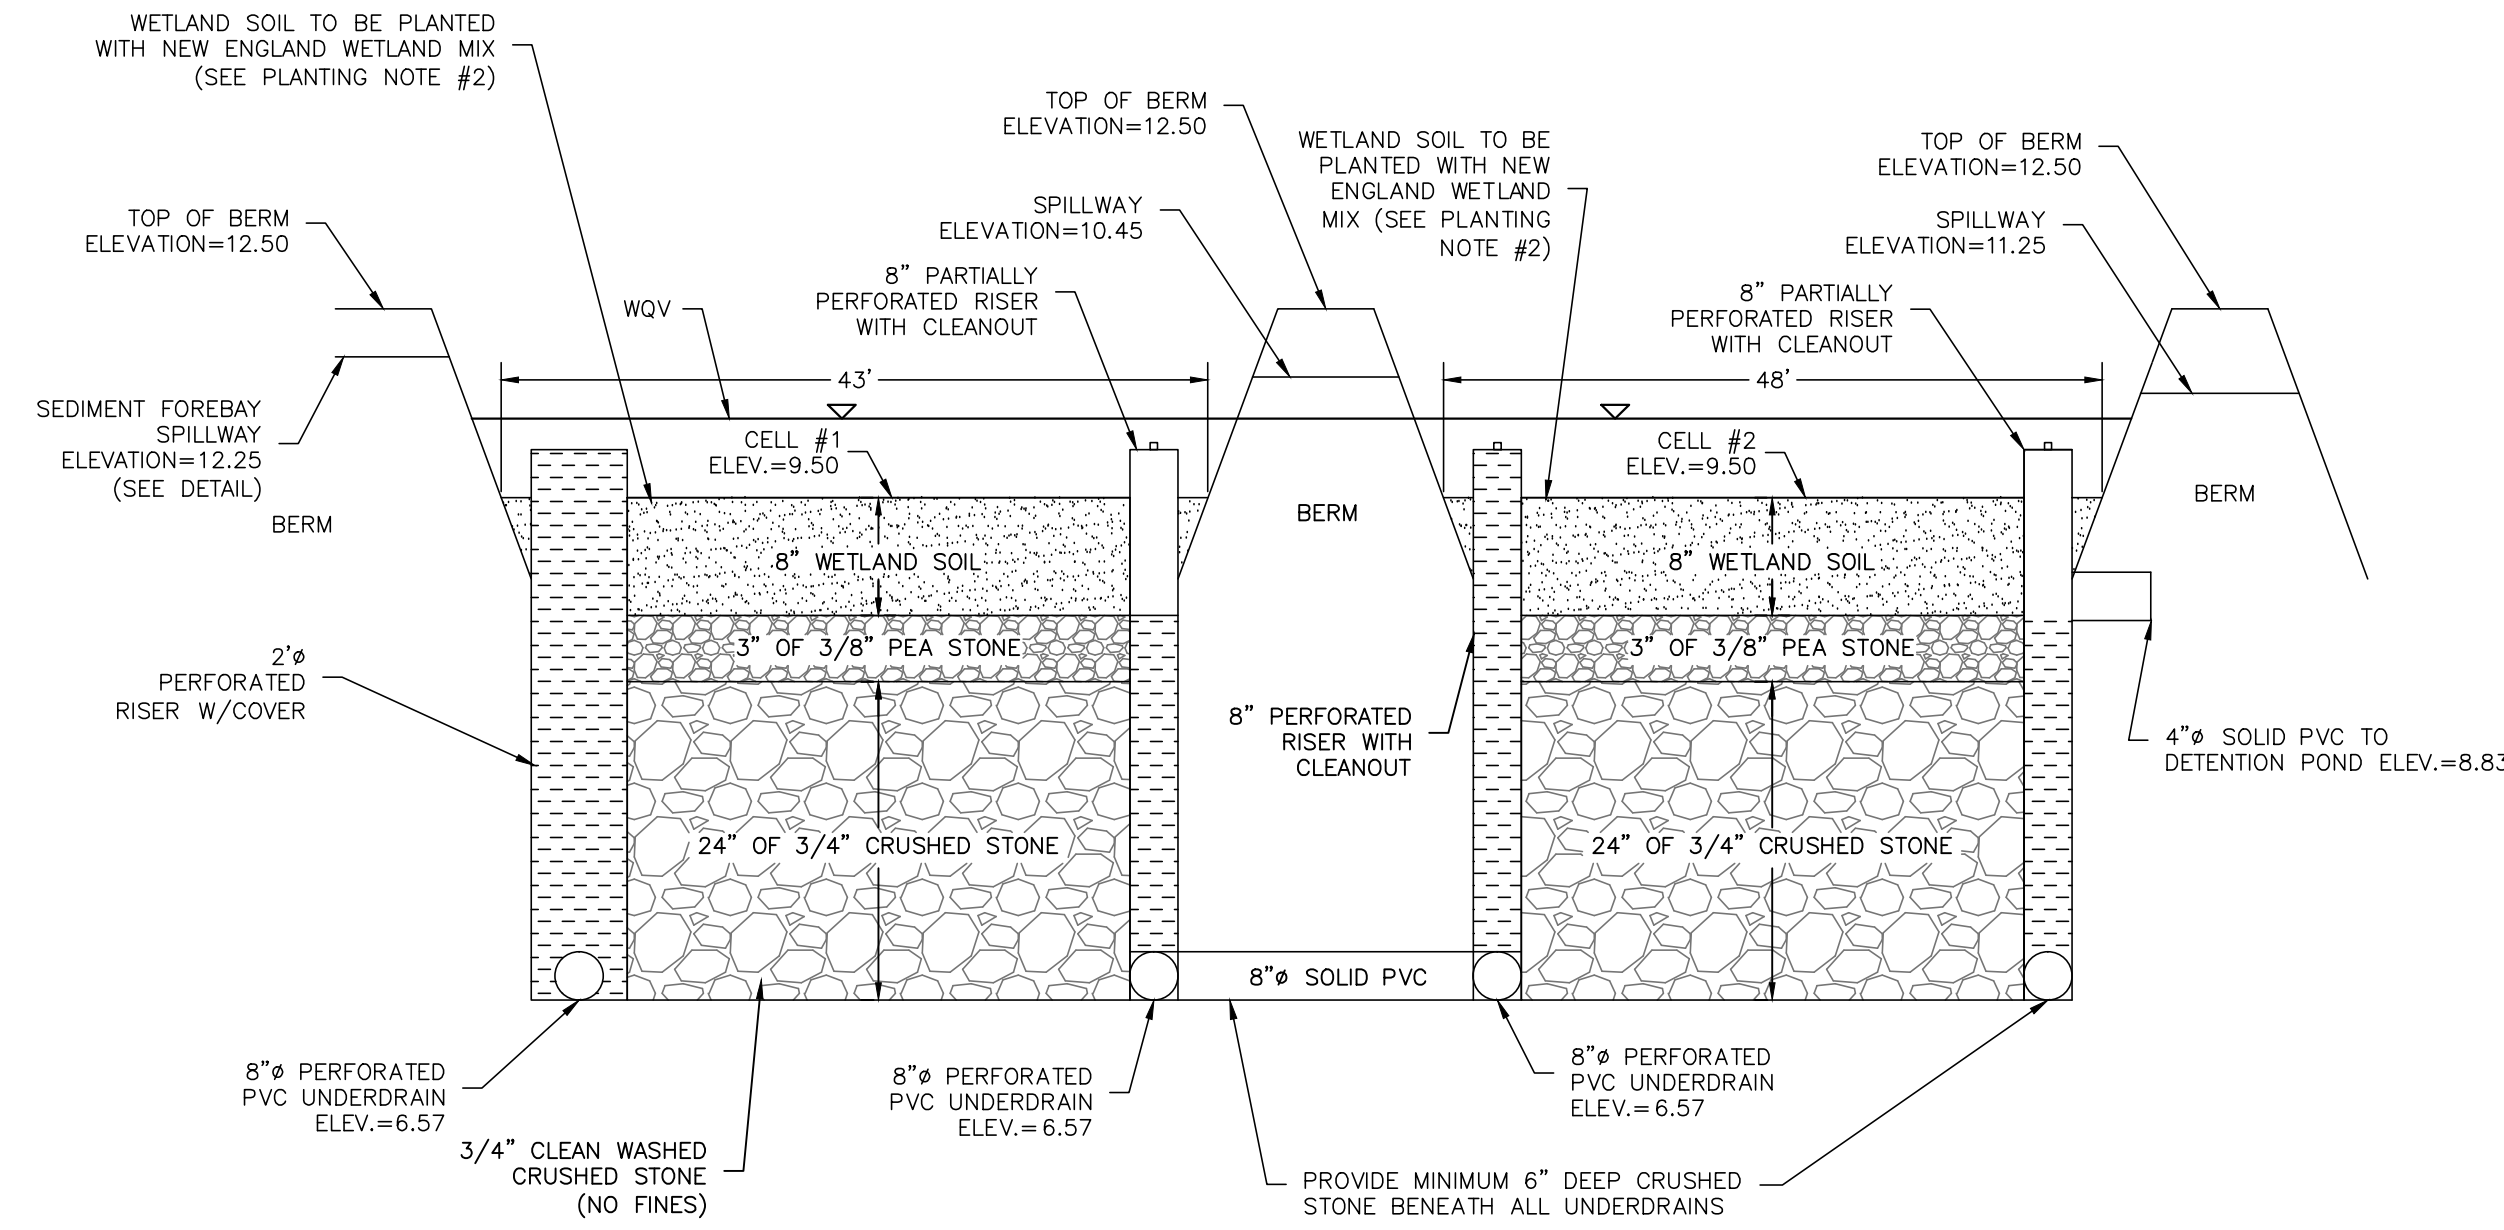 WETLAND SOIL TO BE PLANTED
WITH NEW ENGLAND WETLAND MIX
(SEE PLANTING NOTE #2)
TOP OF BERM
ELEVATION=12.50
WETLAND SOIL TO BE
PLANTED WITH NEW
ENGLAND WETLAND
MIX (SEE PLANTING
NOTE #2)
TOP OF BERM
ELEVATION=12.50
TOP OF BERM
ELEVATION=12.50
SPILLWAY
ELEVATION=10.45
SPILLWAY
ELEVATION=11.25
8" PARTIALLY
PERFORATED RISER
WITH CLEANOUT
8" PARTIALLY
PERFORATED RISER
WITH CLEANOUT
WQV
43'
48'
SEDIMENT FOREBAY
SPILLWAY
ELEVATION=12.25
(SEE DETAIL)
CELL #1
ELEV.=9.50
CELL #2
ELEV.=9.50
BERM
BERM
BERM
8" WETLAND SOIL
8" WETLAND SOIL
3" OF 3/8" PEA STONE
3" OF 3/8" PEA STONE
2'ø
PERFORATED
RISER W/COVER
8" PERFORATED
RISER WITH
CLEANOUT
4"ø SOLID PVC TO
DETENTION POND ELEV.=8.83
24" OF 3/4" CRUSHED STONE
24" OF 3/4" CRUSHED STONE
8"ø SOLID PVC
8"ø PERFORATED
PVC UNDERDRAIN
ELEV.=6.57
8"ø PERFORATED
PVC UNDERDRAIN
ELEV.=6.57
8"ø PERFORATED
PVC UNDERDRAIN
ELEV.=6.57
3/4" CLEAN WASHED
CRUSHED STONE
(NO FINES)
PROVIDE MINIMUM 6" DEEP CRUSHED
STONE BENEATH ALL UNDERDRAINS